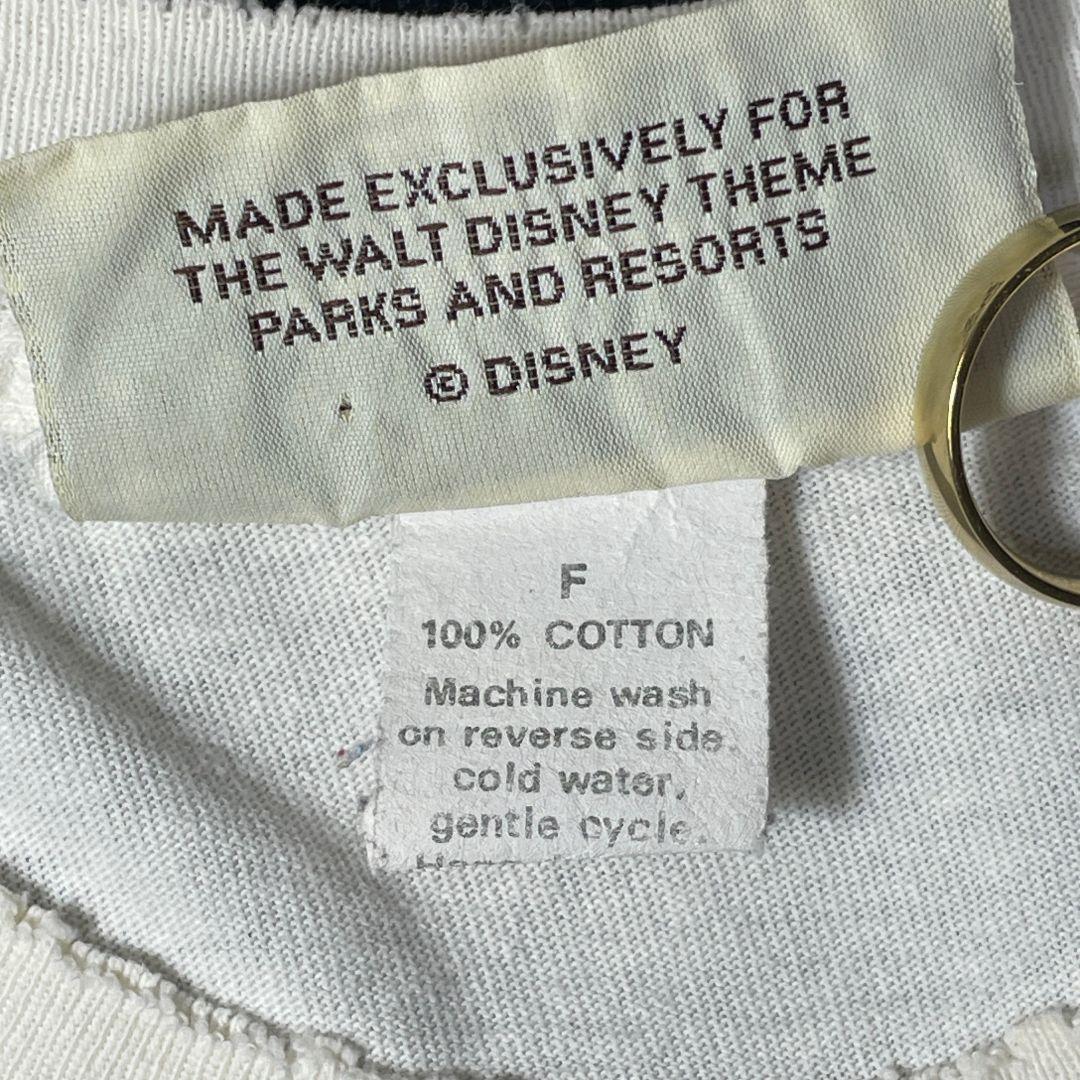 MADE EXCLUSIVELY FOR
THE WALT DISNEY THEME
PARKS AND RESORTS
© DISNEY
F
100% COTTON
Machine wash
on reverse side.
cold water,
gentle cycle.